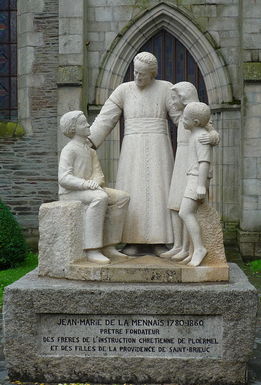 JEAN-MARIE DE LA MENNAIS 1780-1860
PRÊTRE FONDATEUR
DES FRÈRES DE L'INSTRUCTION CHRÉTIENNE DE PLOERMEL
ET DES FILLES DE LA PROVIDENCE DE SAINT-BRIEUC